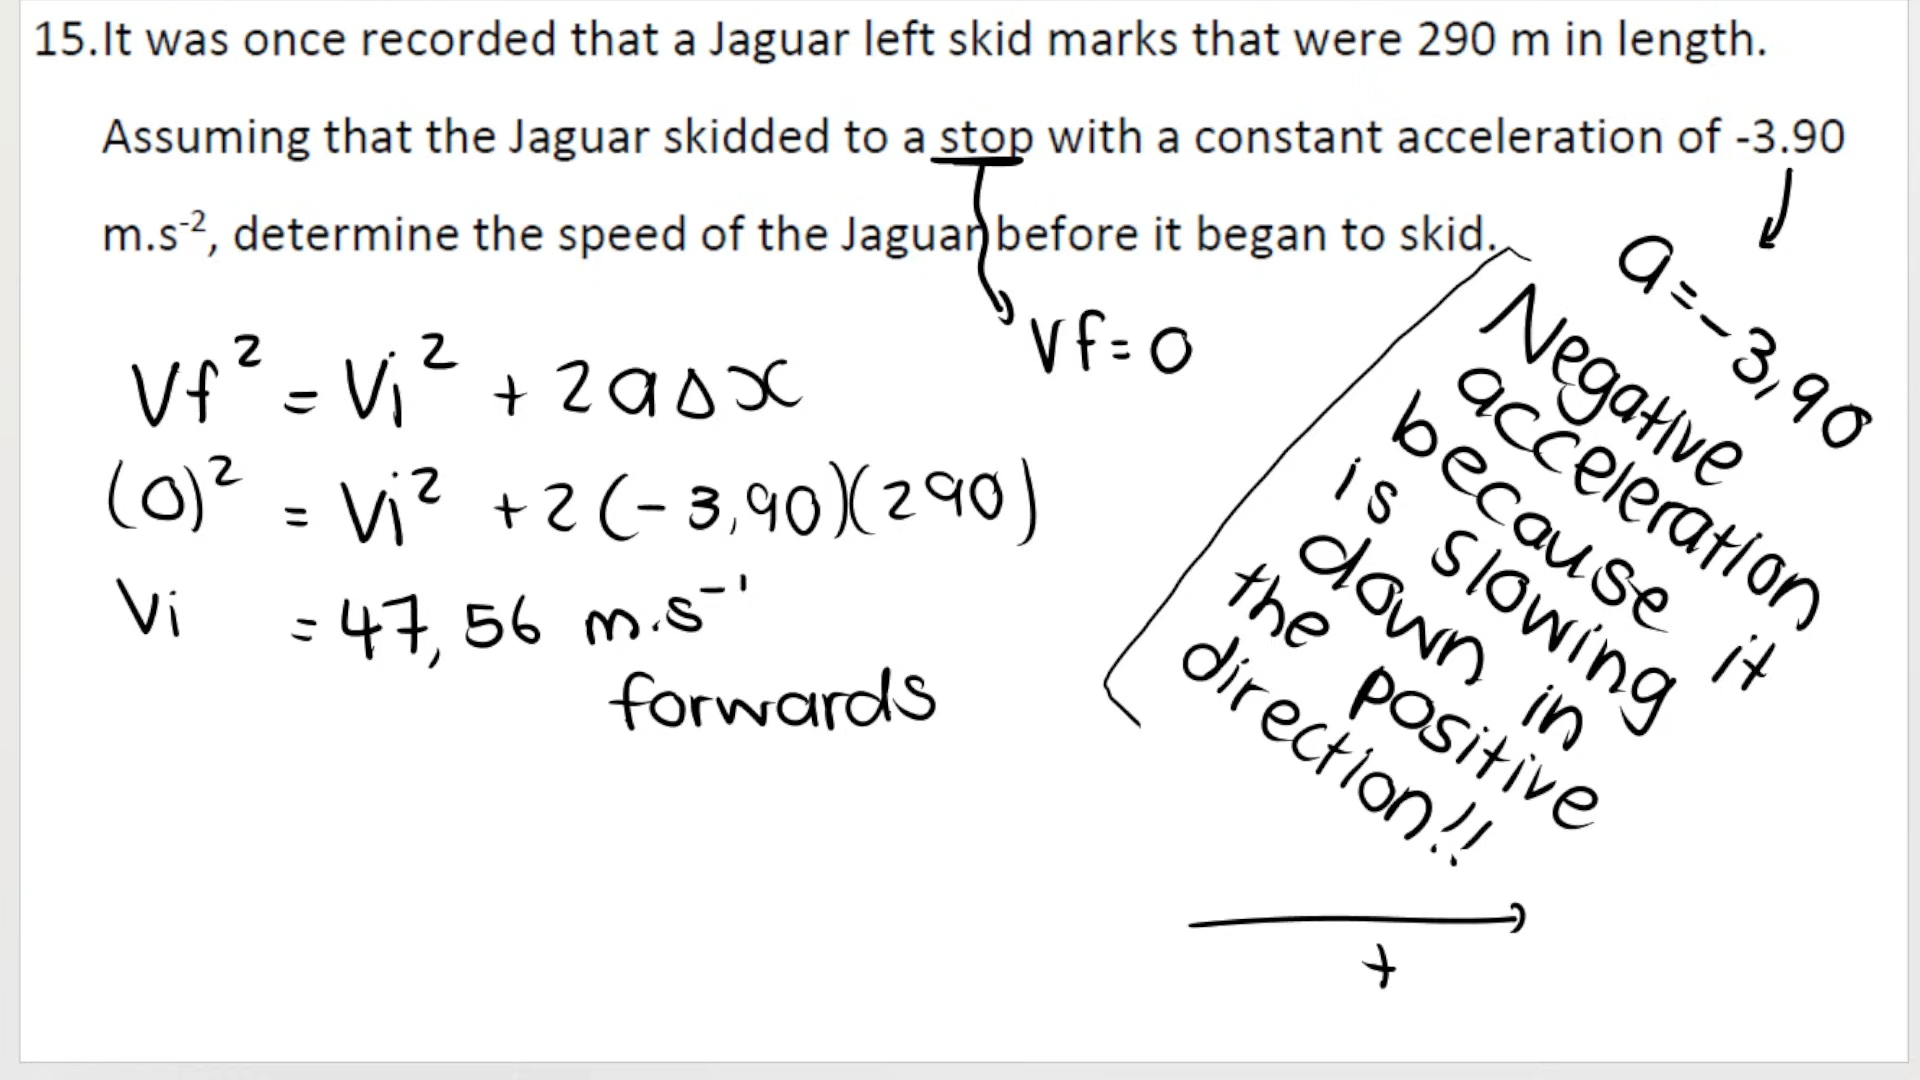 15.It was once recorded that a Jaguar left skid marks that were 290 m in length.
Assuming that the Jaguar skidded to a stop with a constant acceleration of -3.90
m.s⁻², determine the speed of the Jaguar before it began to skid.
Vf = 0
a = -3,90
Vf² = Vi² + 2a∆x
(0)² = Vi² + 2(-3,90)(290)
Vi = 47,56 m.s⁻¹
forwards
Negative
acceleration
because it
is slowing
down in
the positive
direction!!
+